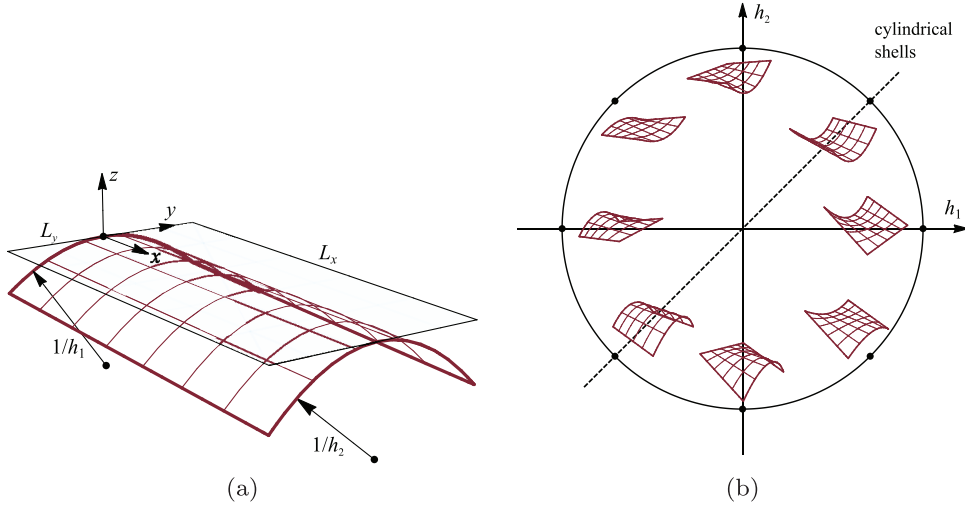 z
y
L_y
x
L_x
1/h_1
1/h_2
(a)
h_2
cylindrical
shells
h_1
(b)